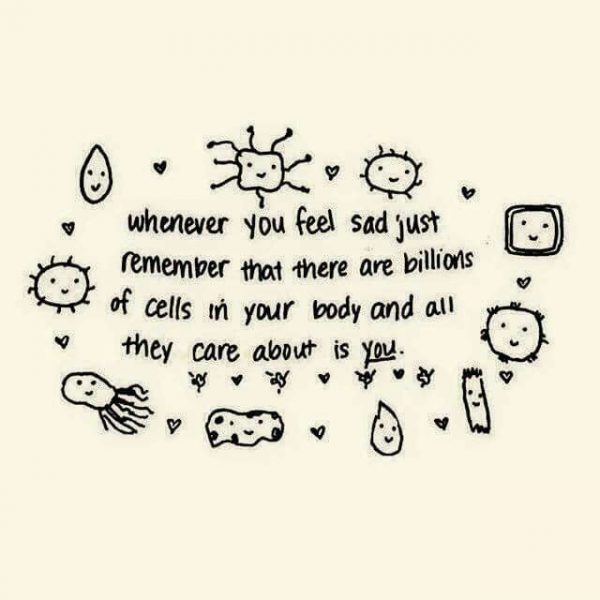 whenever you feel sad just
remember that there are billions
of cells in your body and all
they care about is you.